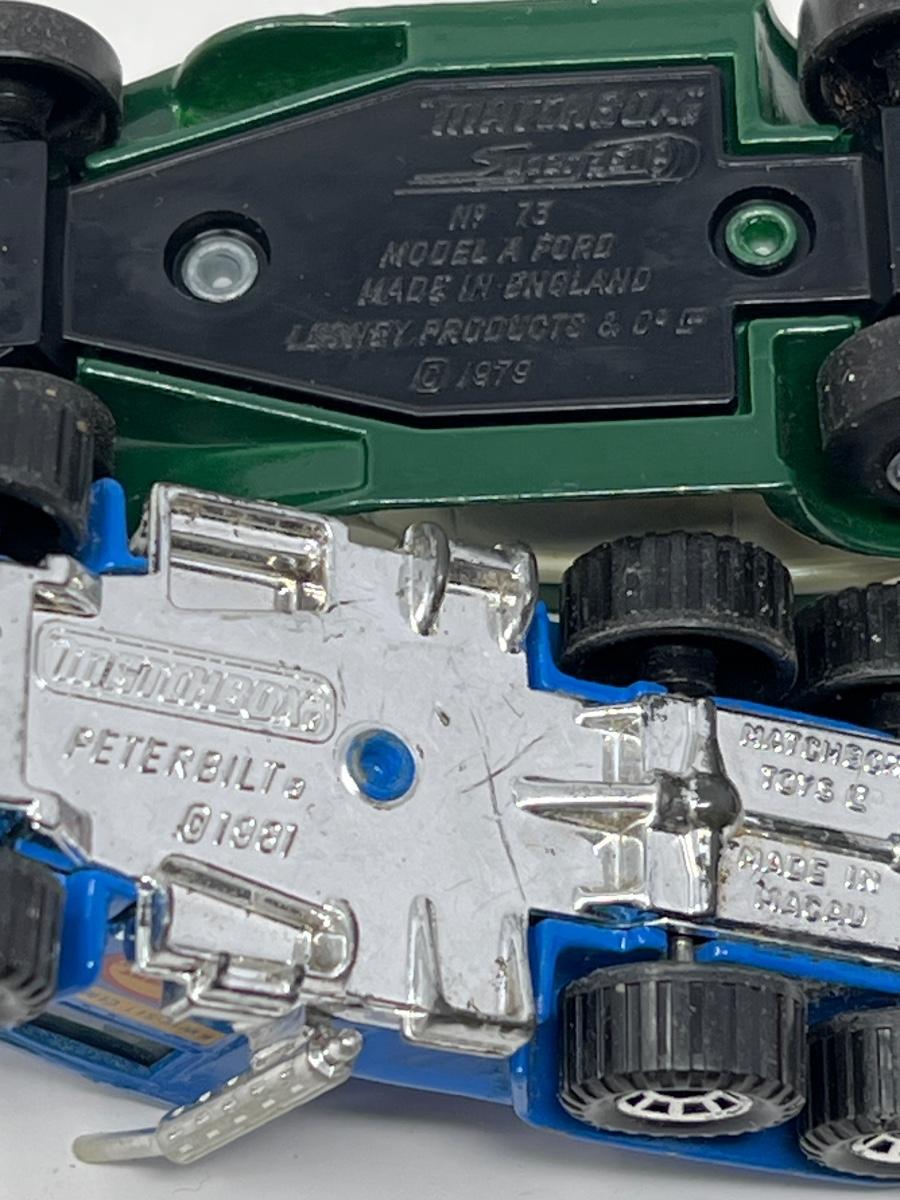 "MATCHBOX"
Superfast
Nº 73
MODEL A FORD
MADE IN ENGLAND
LESNEY PRODUCTS & Cº Lᵀᴰ
© 1979
MATCHBOX®
PETERBILT®
© 1981
MATCHBOX
TOYS
MADE IN
MACAU